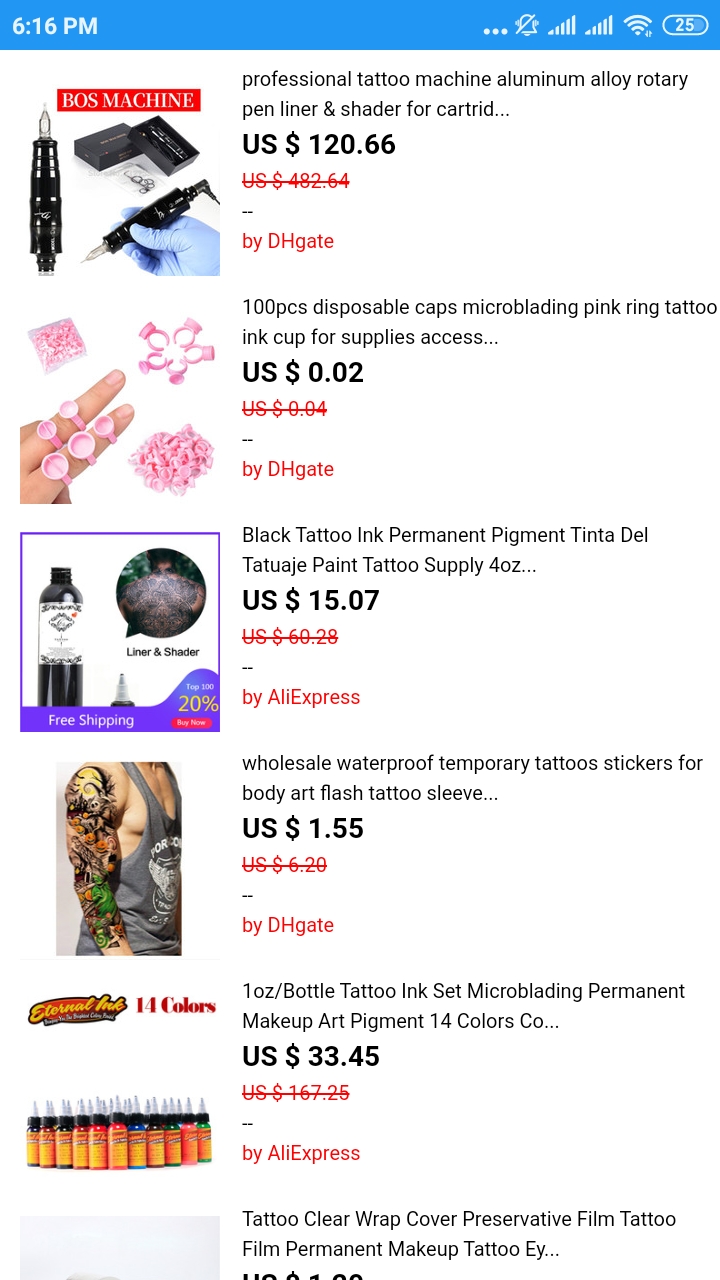 6:16 PM
25
BOS MACHINE
professional tattoo machine aluminum alloy rotary
pen liner & shader for cartrid...
US $ 120.66
US $ 482.64
--
by DHgate
100pcs disposable caps microblading pink ring tattoo
ink cup for supplies access...
US $ 0.02
US $ 0.04
--
by DHgate
Liner & Shader
Top 100
20%
Free Shipping
Buy Now
Black Tattoo Ink Permanent Pigment Tinta Del
Tatuaje Paint Tattoo Supply 4oz...
US $ 15.07
US $ 60.28
--
by AliExpress
wholesale waterproof temporary tattoos stickers for
body art flash tattoo sleeve...
US $ 1.55
US $ 6.20
--
by DHgate
Eternal Ink
14 Colors
1oz/Bottle Tattoo Ink Set Microblading Permanent
Makeup Art Pigment 14 Colors Co...
US $ 33.45
US $ 167.25
--
by AliExpress
Tattoo Clear Wrap Cover Preservative Film Tattoo
Film Permanent Makeup Tattoo Ey...